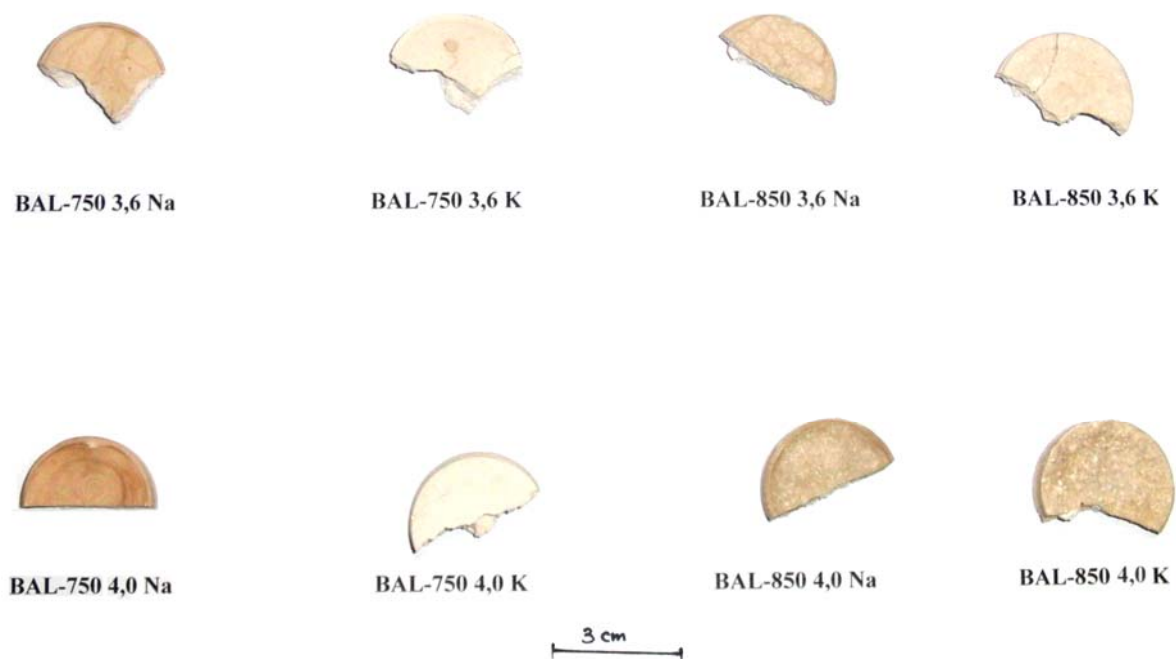 BAL-750 3,6 Na
BAL-750 3,6 K
BAL-850 3,6 Na
BAL-850 3,6 K
BAL-750 4,0 Na
BAL-750 4,0 K
BAL-850 4,0 Na
BAL-850 4,0 K
3 cm